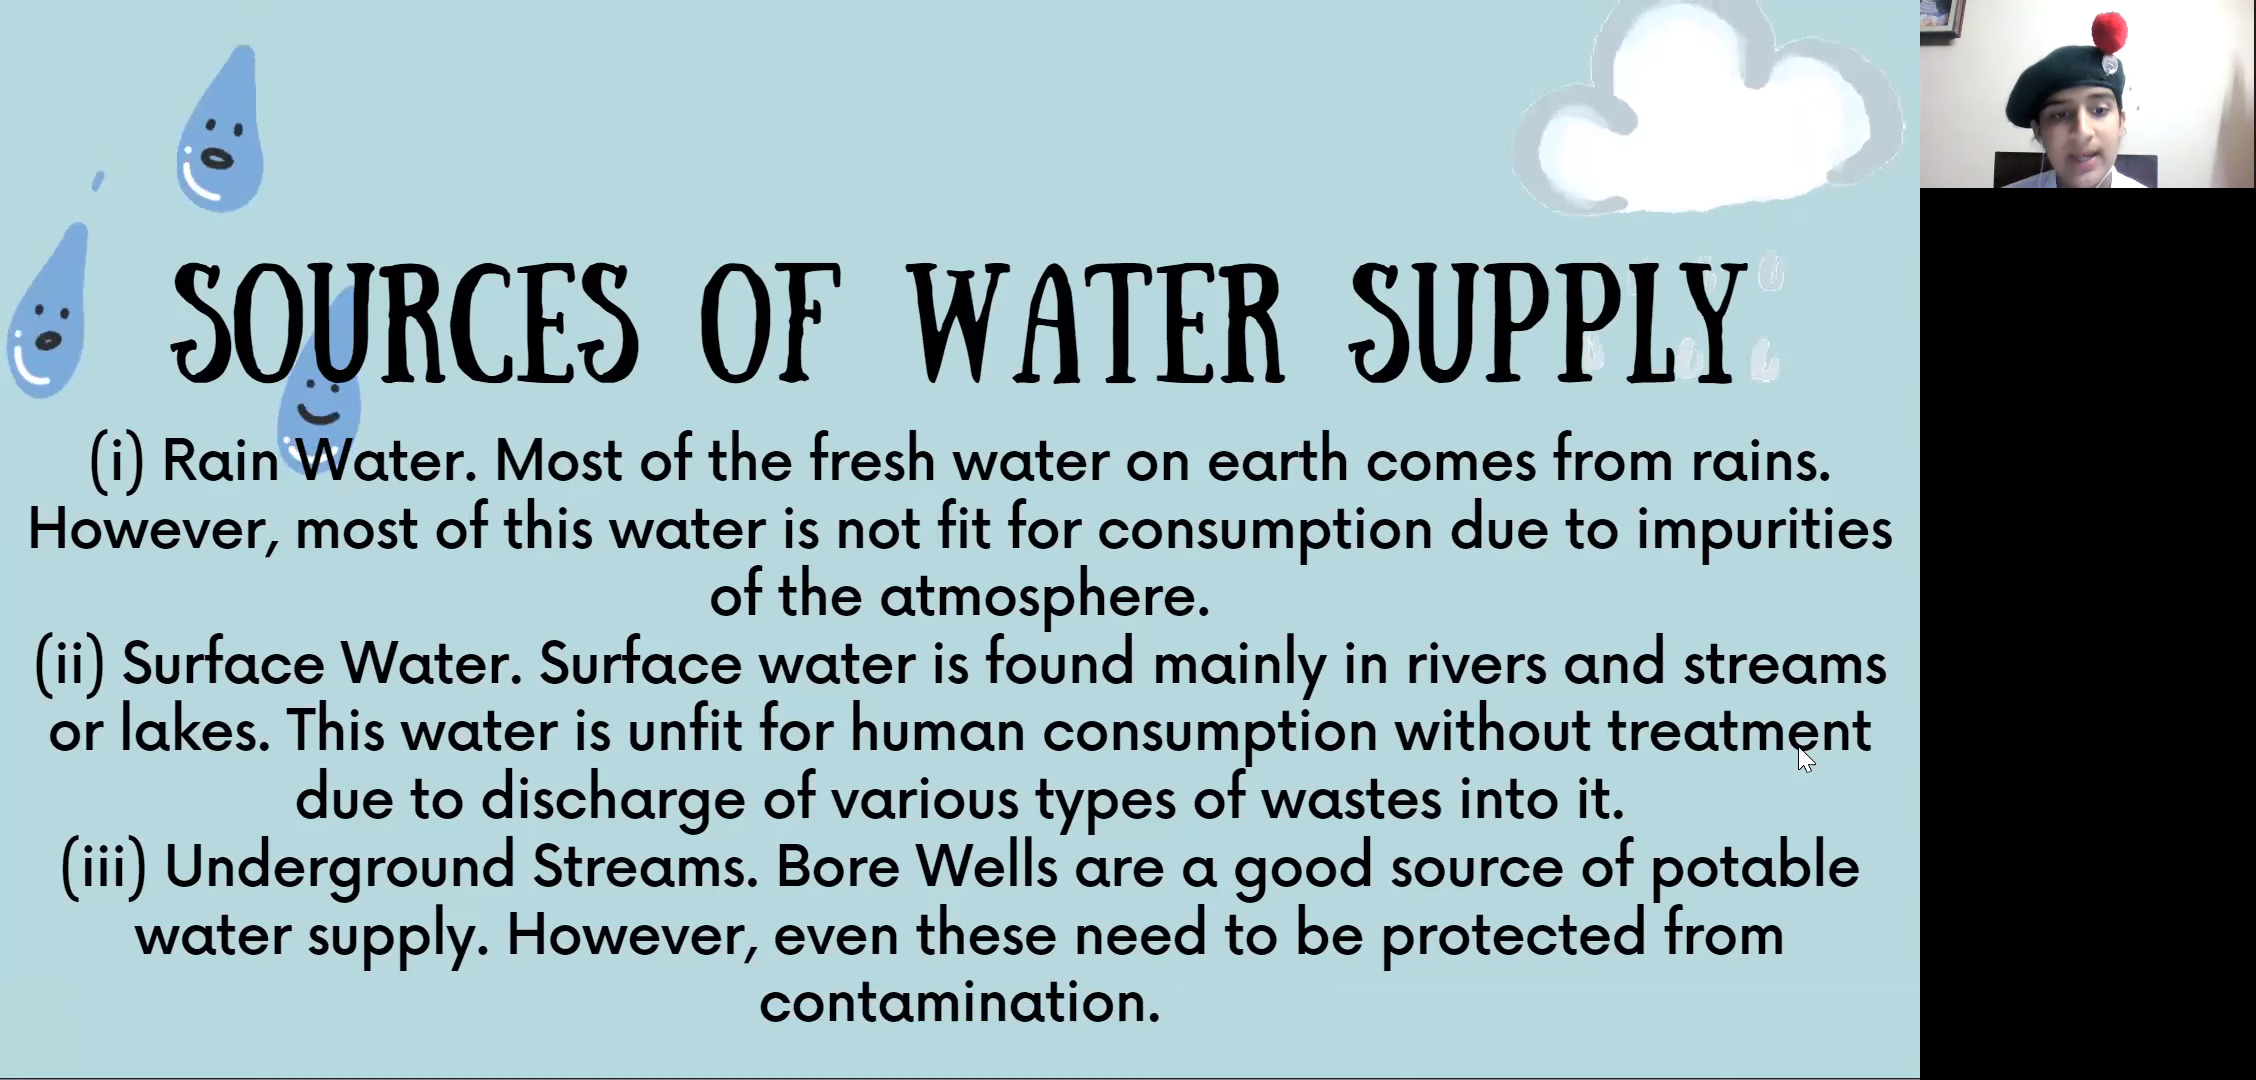 SOURCES OF WATER SUPPLY
(i) Rain Water. Most of the fresh water on earth comes from rains.
However, most of this water is not fit for consumption due to impurities
of the atmosphere.
(ii) Surface Water. Surface water is found mainly in rivers and streams
or lakes. This water is unfit for human consumption without treatment
due to discharge of various types of wastes into it.
(iii) Underground Streams. Bore Wells are a good source of potable
water supply. However, even these need to be protected from
contamination.